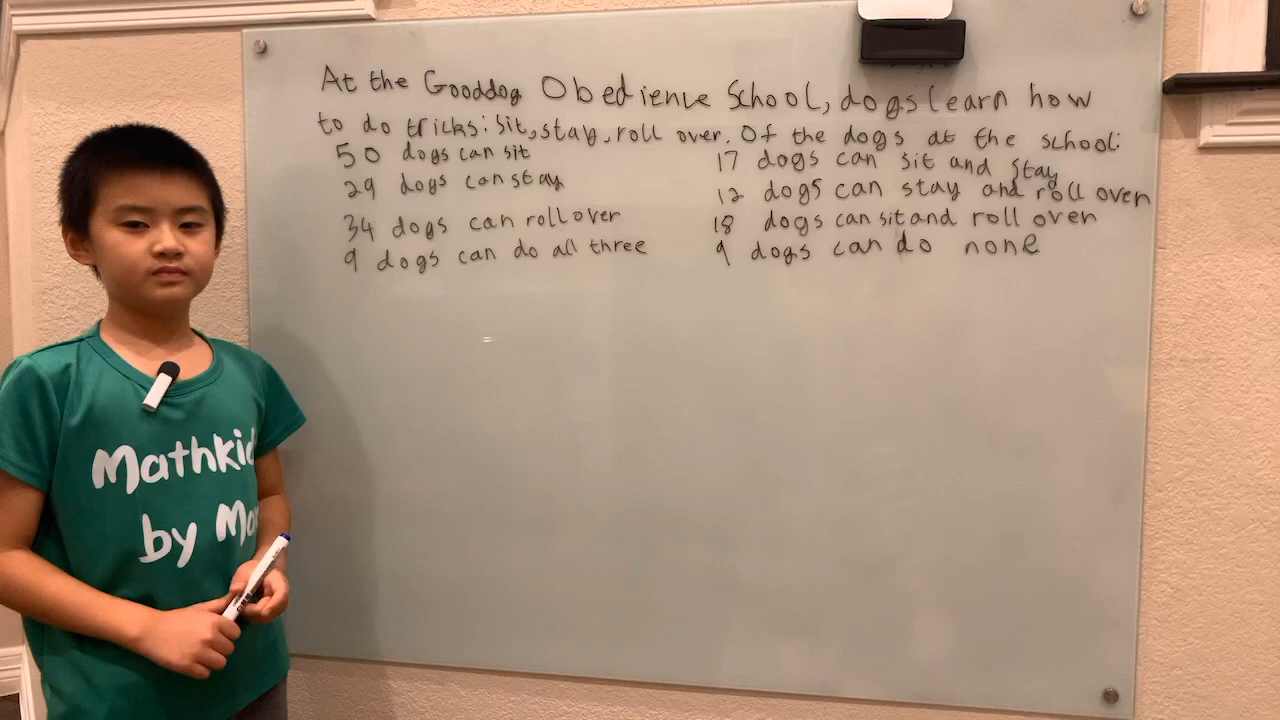 At the Gooddog Obedience School, dogs learn how
to do tricks: sit, stay, roll over. Of the dogs at the school:
50 dogs can sit
29 dogs can stay
34 dogs can roll over
9 dogs can do all three
17 dogs can sit and stay
12 dogs can stay and roll over
18 dogs can sit and roll over
9 dogs can do none
Mathkid
by Mo